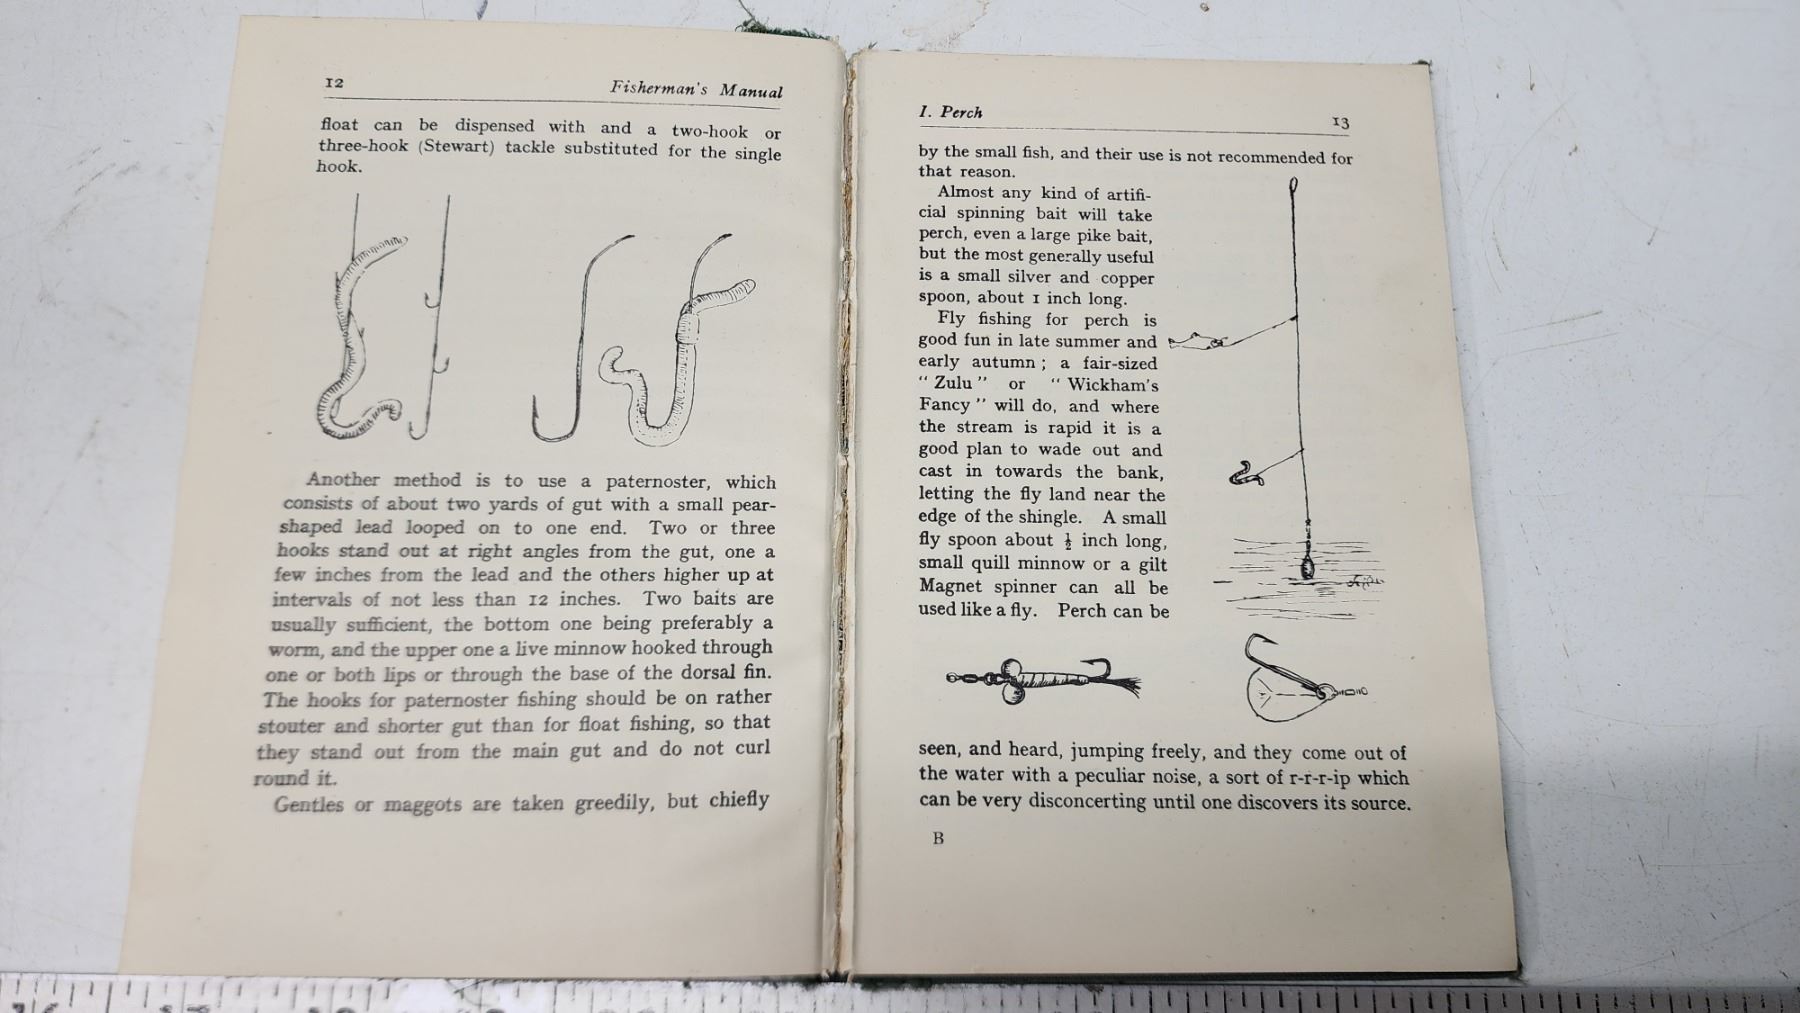 12 Fisherman's Manual
float can be dispensed with and a two-hook or
three-hook (Stewart) tackle substituted for the single
hook.
Another method is to use a paternoster, which
consists of about two yards of gut with a small pear-
shaped lead looped on to one end. Two or three
hooks stand out at right angles from the gut, one a
few inches from the lead and the others higher up at
intervals of not less than 12 inches. Two baits are
usually sufficient, the bottom one being preferably a
worm, and the upper one a live minnow hooked through
one or both lips or through the base of the dorsal fin.
The hooks for paternoster fishing should be on rather
stouter and shorter gut than for float fishing, so that
they stand out from the main gut and do not curl
round it.
Gentles or maggots are taken greedily, but chiefly
I. Perch 13
by the small fish, and their use is not recommended for
that reason.
Almost any kind of artifi-
cial spinning bait will take
perch, even a large pike bait,
but the most generally useful
is a small silver and copper
spoon, about 1 inch long.
Fly fishing for perch is
good fun in late summer and
early autumn ; a fair-sized
" Zulu " or " Wickham's
Fancy " will do, and where
the stream is rapid it is a
good plan to wade out and
cast in towards the bank,
letting the fly land near the
edge of the shingle. A small
fly spoon about ½ inch long,
small quill minnow or a gilt
Magnet spinner can all be
used like a fly. Perch can be
seen, and heard, jumping freely, and they come out of
the water with a peculiar noise, a sort of r-r-r-ip which
can be very disconcerting until one discovers its source.
B